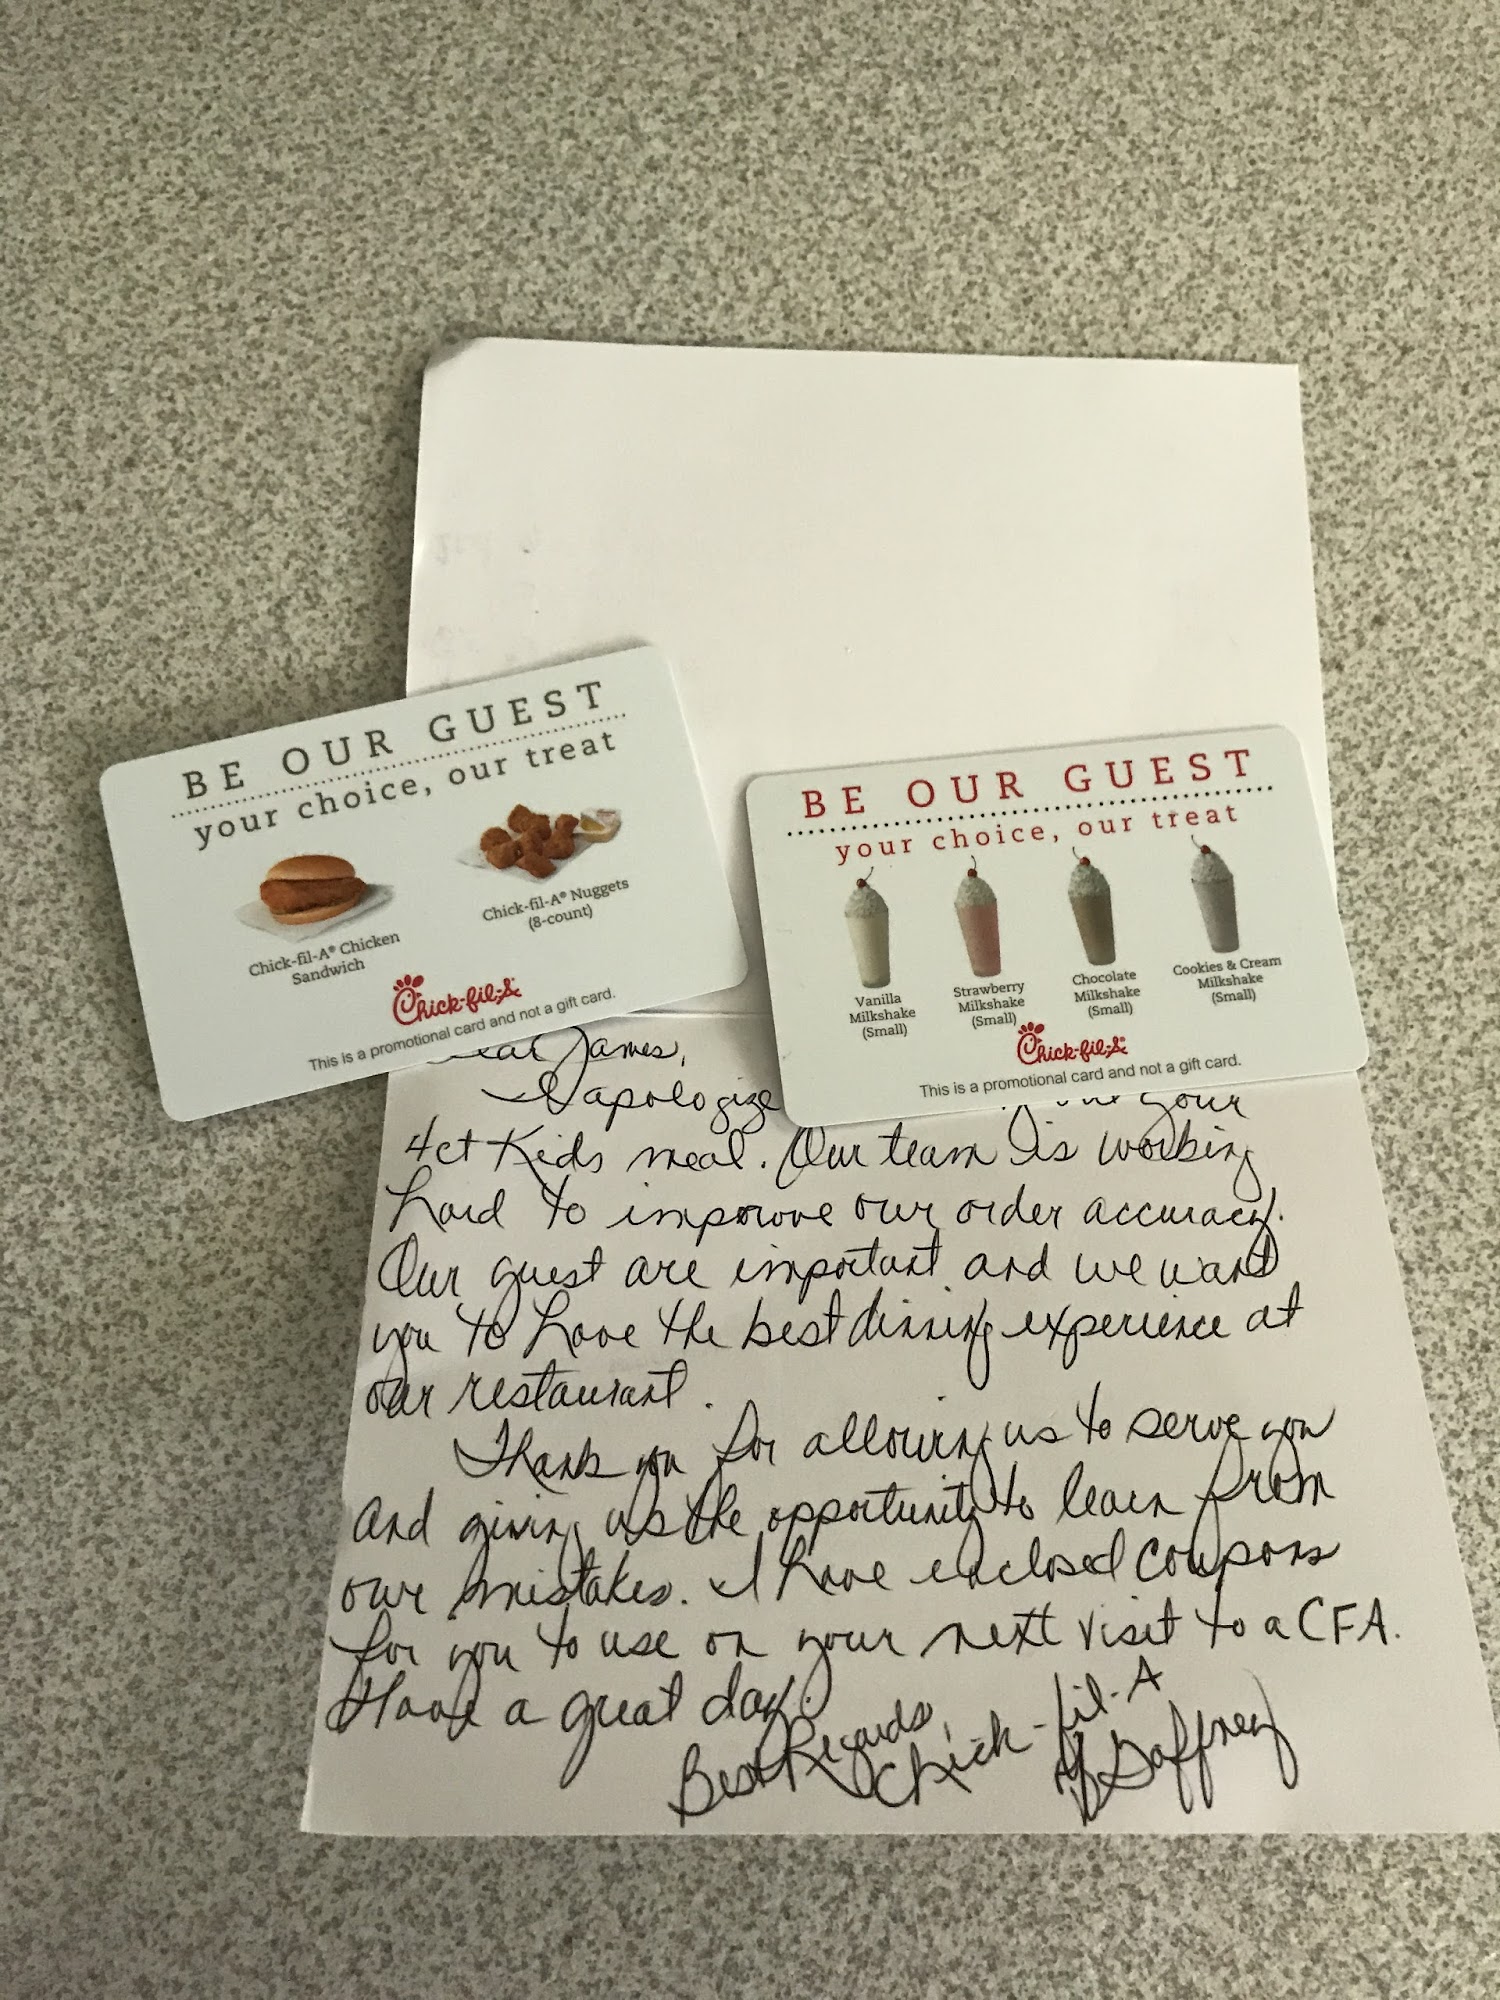 BE OUR GUEST
your choice, our treat
Chick-fil-A® Chicken
Sandwich
Chick-fil-A® Nuggets
(8-count)
Chick-fil-A®
This is a promotional card and not a gift card.
BE OUR GUEST
your choice, our treat
Vanilla
Milkshake
(Small)
Strawberry
Milkshake
(Small)
Chocolate
Milkshake
(Small)
Cookies & Cream
Milkshake
(Small)
Chick-fil-A®
This is a promotional card and not a gift card.
James,
I apologize your
4ct Kids meal. Our team is working
hard to improve our order accuracy.
Our guest are important and we want
you to have the best dining experience at
our restaurant.
Thank you for allowing us to serve you
and giving us the opportunity to learn from
our mistakes. I have enclosed coupons
for you to use on your next visit to a CFA.
Have a great day.
Best Regards,
Chick-fil-A
Gaffney